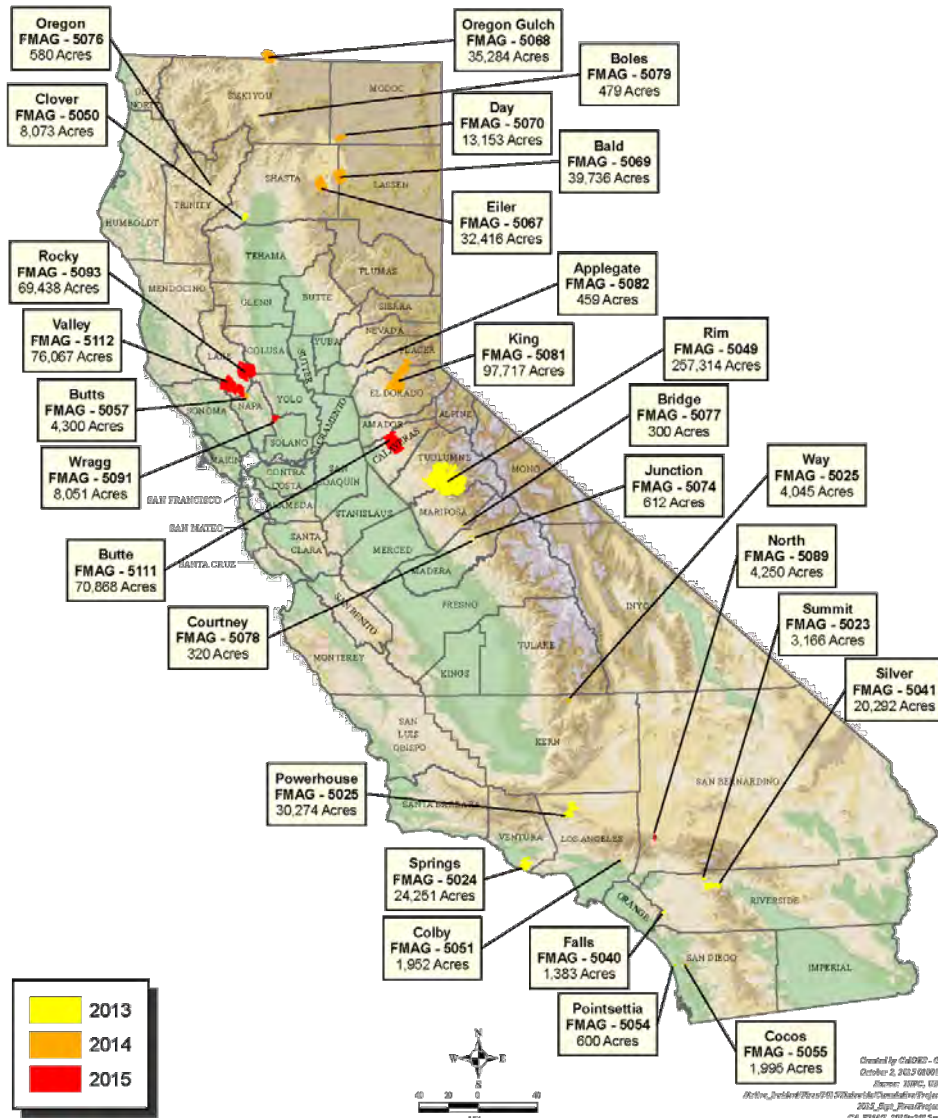 Oregon
FMAG - 5076
580 Acres
Oregon Gulch
FMAG - 5068
35,284 Acres
Boles
FMAG - 5079
479 Acres
Clover
FMAG - 5050
8,073 Acres
Day
FMAG - 5070
13,153 Acres
Bald
FMAG - 5069
39,736 Acres
Eiler
FMAG - 5067
32,416 Acres
Rocky
FMAG - 5093
69,438 Acres
Applegate
FMAG - 5082
459 Acres
Valley
FMAG - 5112
76,067 Acres
King
FMAG - 5081
97,717 Acres
Rim
FMAG - 5049
257,314 Acres
Butts
FMAG - 5057
4,300 Acres
Bridge
FMAG - 5077
300 Acres
Wragg
FMAG - 5091
8,051 Acres
Junction
FMAG - 5074
612 Acres
Way
FMAG - 5025
4,045 Acres
Butte
FMAG - 5111
70,868 Acres
North
FMAG - 5089
4,250 Acres
Courtney
FMAG - 5078
320 Acres
Summit
FMAG - 5023
3,166 Acres
Silver
FMAG - 5041
20,292 Acres
Powerhouse
FMAG - 5025
30,274 Acres
Springs
FMAG - 5024
24,251 Acres
Colby
FMAG - 5051
1,952 Acres
Falls
FMAG - 5040
1,383 Acres
Pointsettia
FMAG - 5054
600 Acres
Cocos
FMAG - 5055
1,995 Acres
SISKIYOU
MODOC
SHASTA
LASSEN
TRINITY
HUMBOLDT
TEHAMA
PLUMAS
MENDOCINO
GLENN
BUTTE
SIERRA
NEVADA
YUBA
COLUSA
LAKE
SUTTER
PLACER
EL DORADO
SONOMA
NAPA
YOLO
SACRAMENTO
AMADOR
ALPINE
SOLANO
CALAVERAS
MARIN
TUOLUMNE
MONO
CONTRA
COSTA
SAN
JOAQUIN
SAN FRANCISCO
ALAMEDA
STANISLAUS
MARIPOSA
SAN MATEO
SANTA
CLARA
MERCED
SANTA CRUZ
MADERA
FRESNO
SAN BENITO
INYO
MONTEREY
KINGS
TULARE
SAN
LUIS
OBISPO
KERN
SAN BERNARDINO
SANTA BARBARA
VENTURA
LOS ANGELES
ORANGE
RIVERSIDE
SAN DIEGO
IMPERIAL
2013
2014
2015
N
W E
S
40 0 40